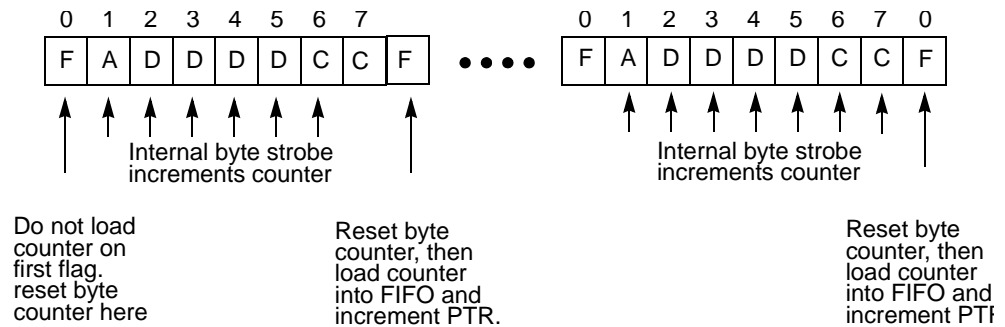 0 1 2 3 4 5 6 7
F A D D D D C C F
0 1 2 3 4 5 6 7 0
F A D D D D C C F
Internal byte strobe
increments counter
Internal byte strobe
increments counter
Do not load
counter on
first flag.
reset byte
counter here
Reset byte
counter, then
load counter
into FIFO and
increment PTR.
Reset byte
counter, then
load counter
into FIFO and
increment PTR